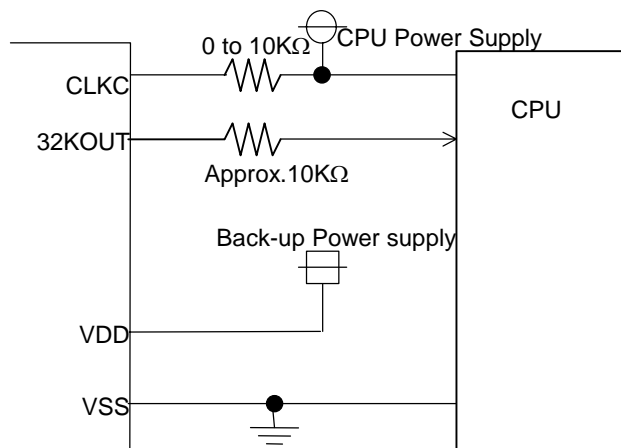 0 to 10KΩ
CPU Power Supply
CLKC
CPU
32KOUT
Approx.10KΩ
Back-up Power supply
VDD
VSS